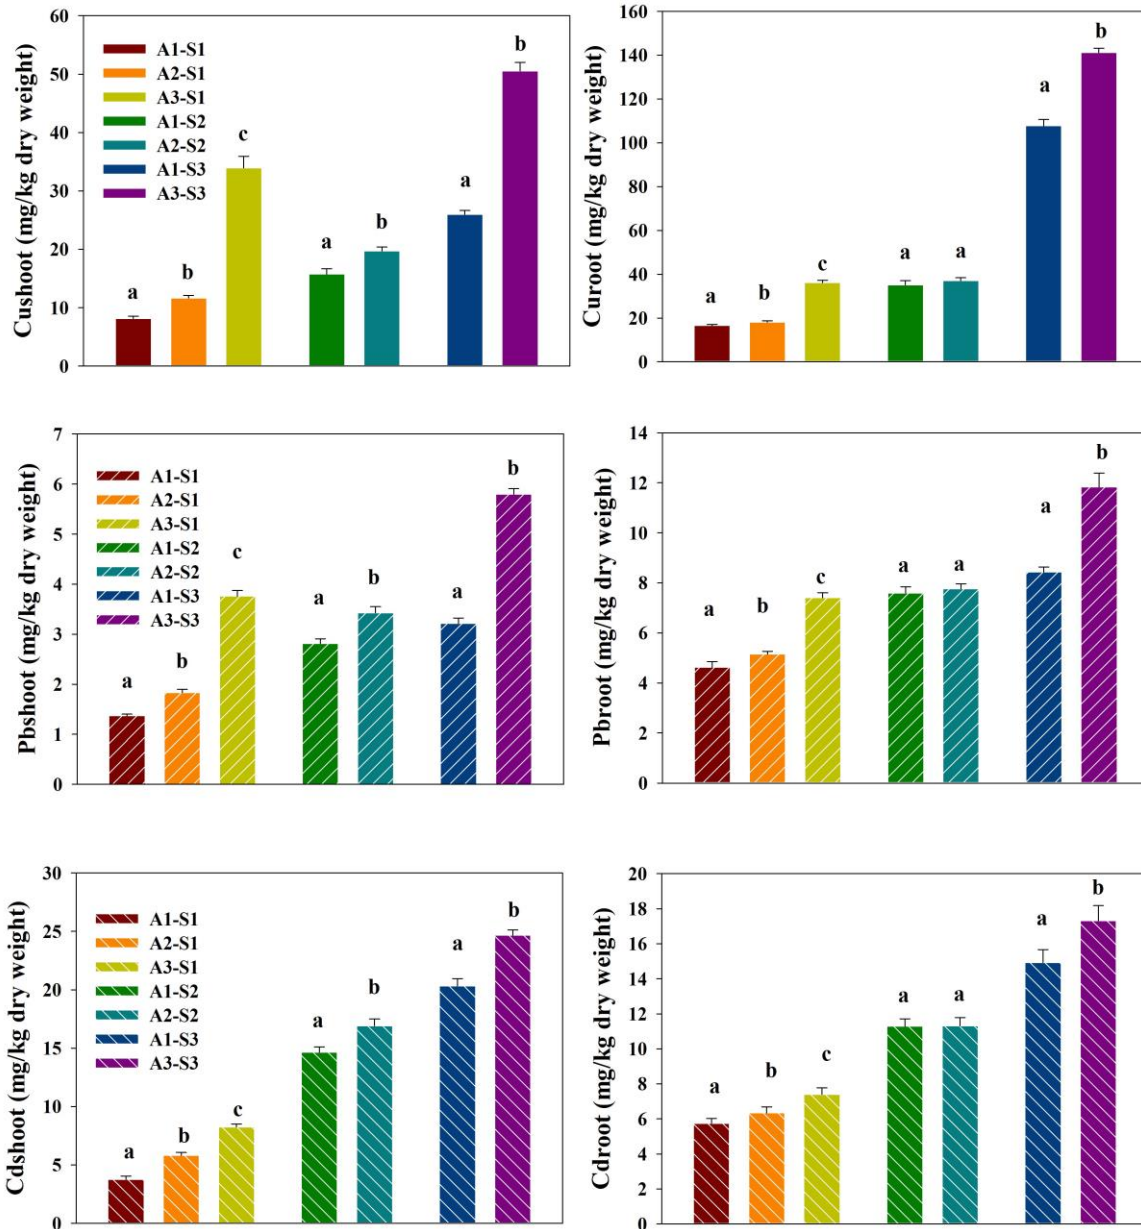 Cushoot (mg/kg dry weight)
60
50
40
30
20
10
0
A1-S1
A2-S1
A3-S1
A1-S2
A2-S2
A1-S3
A3-S3
a
b
c
a
b
a
b
Curoot (mg/kg dry weight)
160
140
120
100
80
60
40
20
0
a
b
c
a
a
a
b
Pbshoot (mg/kg dry weight)
7
6
5
4
3
2
1
0
A1-S1
A2-S1
A3-S1
A1-S2
A2-S2
A1-S3
A3-S3
a
b
c
a
b
a
b
Pbroot (mg/kg dry weight)
14
12
10
8
6
4
2
0
a
b
c
a
a
a
b
Cdshoot (mg/kg dry weight)
30
25
20
15
10
5
0
A1-S1
A2-S1
A3-S1
A1-S2
A2-S2
A1-S3
A3-S3
a
b
c
a
b
a
b
Cdroot (mg/kg dry weight)
20
18
16
14
12
10
8
6
4
2
0
a
b
c
a
a
a
b